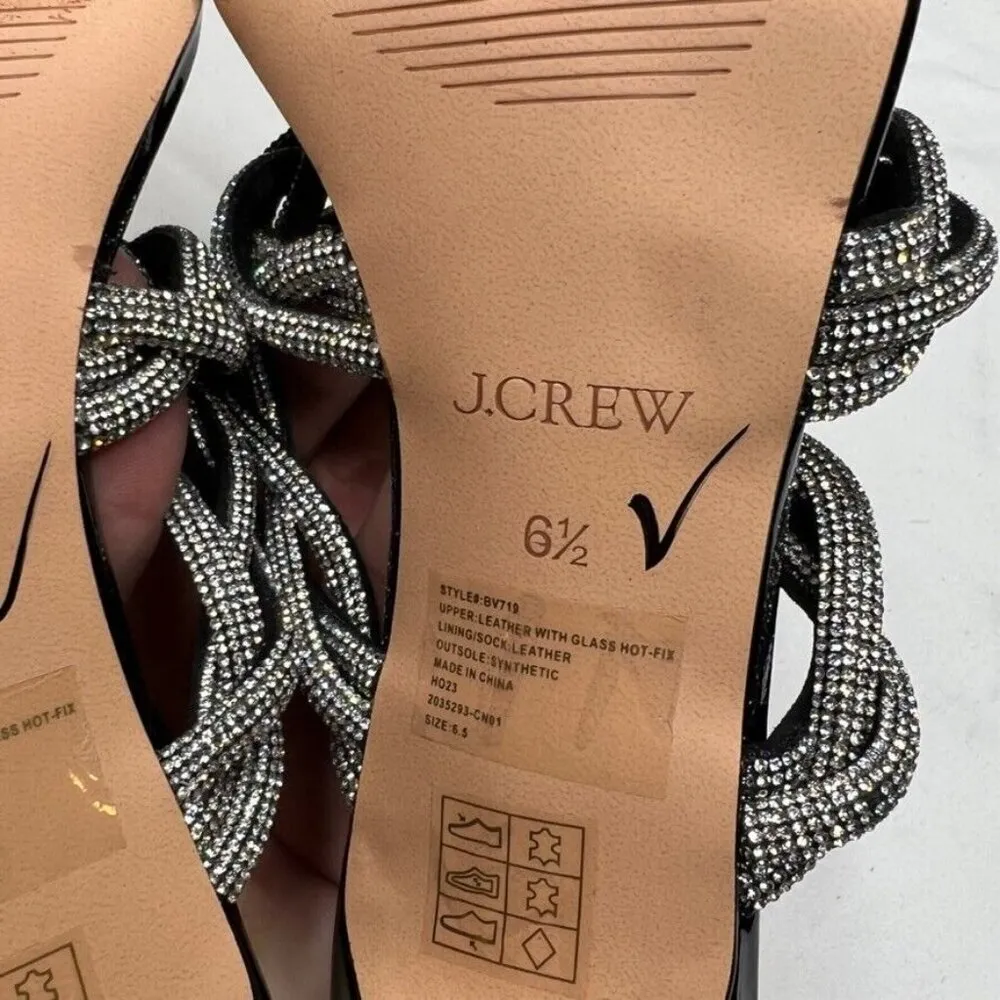 J.CREW
6½
STYLE#:BV719
UPPER:LEATHER WITH GLASS HOT-FIX
LINING/SOCK:LEATHER
OUTSOLE:SYNTHETIC
MADE IN CHINA
HO23
2035293-CN01
SIZE:6.5
SS HOT-FIX